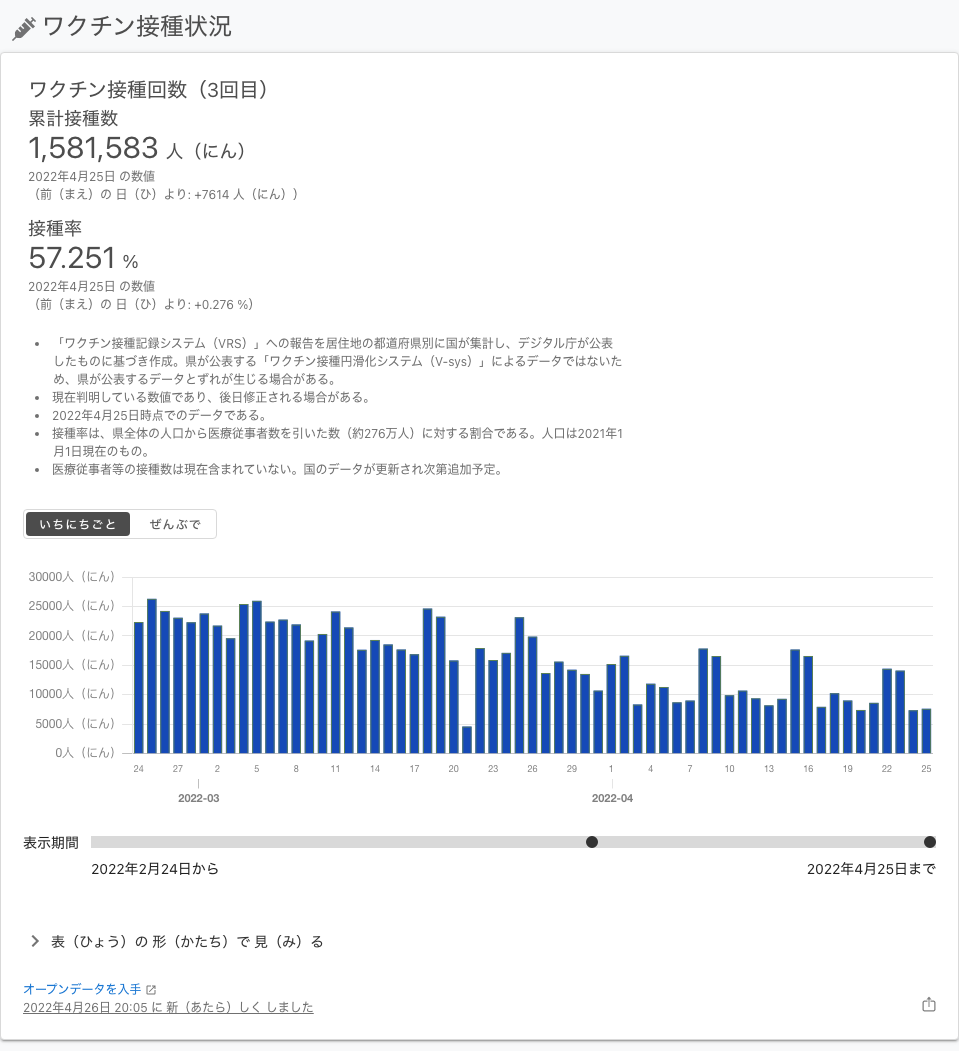 ワクチン接種状況
ワクチン接種回数（3回目）
累計接種数
1,581,583 人（にん）
2022年4月25日 の数値
（前（まえ）の 日（ひ）より: +7614 人（にん））
接種率
57.251 %
2022年4月25日 の数値
（前（まえ）の 日（ひ）より: +0.276 %）
• 「ワクチン接種記録システム（VRS）」への報告を居住地の都道府県別に国が集計し、デジタル庁が公表
したものに基づき作成。県が公表する「ワクチン接種円滑化システム（V-sys）」によるデータではないた
め、県が公表するデータとずれが生じる場合がある。
• 現在判明している数値であり、後日修正される場合がある。
• 2022年4月25日時点でのデータである。
• 接種率は、県全体の人口から医療従事者数を引いた数（約276万人）に対する割合である。人口は2021年1
月1日現在のもの。
• 医療従事者等の接種数は現在含まれていない。国のデータが更新され次第追加予定。
いちにちごと ぜんぶで
30000人（にん）
25000人（にん）
20000人（にん）
15000人（にん）
10000人（にん）
5000人（にん）
0人（にん）
24 27 2 5 8 11 14 17 20 23 26 29 1 4 7 10 13 16 19 22 25
2022-03 2022-04
表示期間
2022年2月24日から 2022年4月25日まで
表（ひょう）の 形（かたち）で 見（み）る
オープンデータを入手
2022年4月26日 20:05 に 新（あたら）しく しました